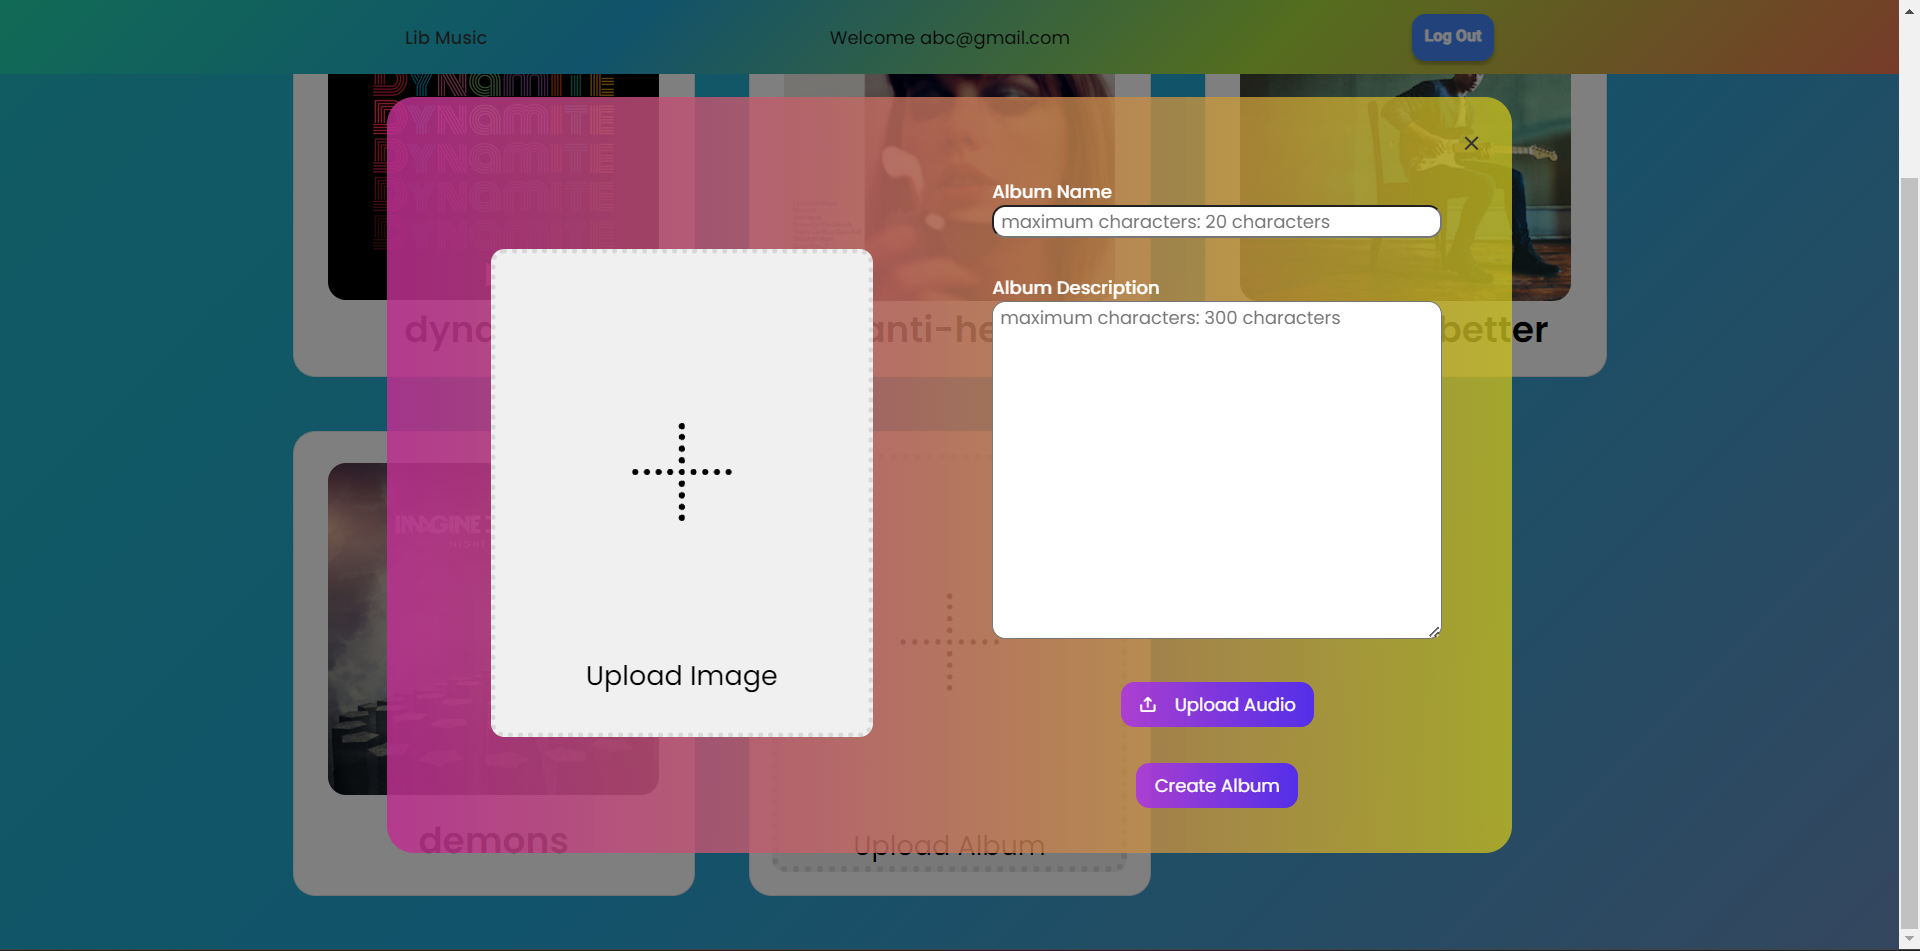 Lib Music
Welcome abc@gmail.com
Log Out
DYNAMITE
DYNAMITE
DYNAMITE
DYNAMITE
DYNAMITE
Album Name
maximum characters: 20 characters
Album Description
maximum characters: 300 characters
dyna
anti-he
better
IMAGINE
NIGHT
Upload Image
Upload Audio
Create Album
demons
Upload Album